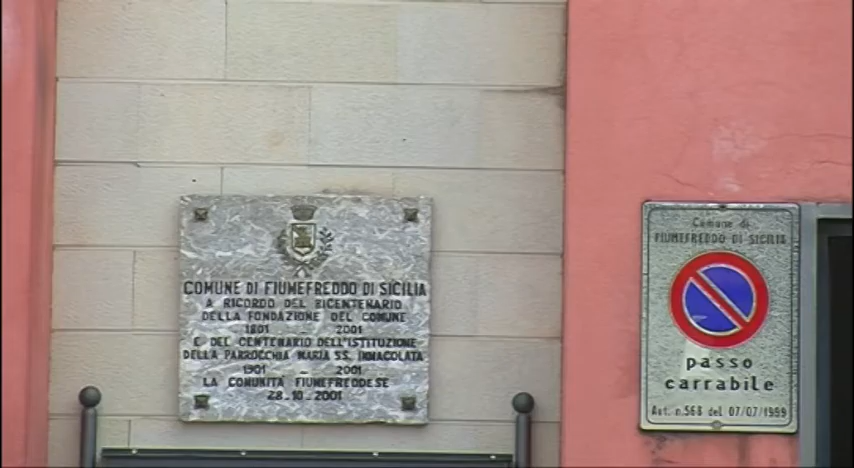 COMUNE DI FIUMEFREDDO DI SICILIA
A RICORDO DEL BICENTENARIO
DELLA FONDAZIONE DEL COMUNE
1801 - 2001
E DEL CENTENARIO DELL'ISTITUZIONE
DELLA PARROCCHIA MARIA SS. IMMACOLATA
1901 - 2001
LA COMUNITA FIUMEFREDDESE
28.10.2001
Comune di
FIUMEFREDDO DI SICILIA
passo
carrabile
Aut. n.568 del 07/07/1999